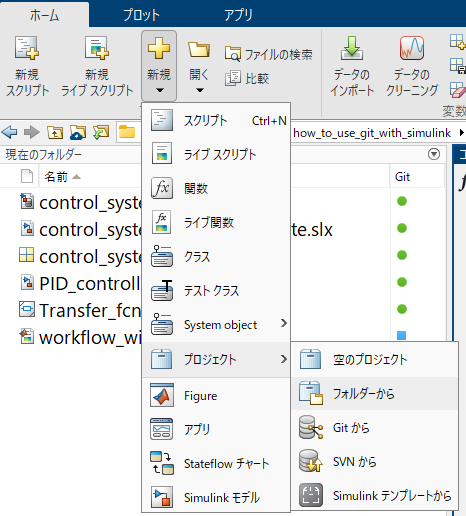 ホーム プロット アプリ
新規
スクリプト
新規
ライブ スクリプト
新規
開く
ファイルの検索
比較
データの
インポート
データの
クリーニング
変数
how_to_use_git_with_simulink
現在のフォルダー
名前 Git
control_sys
control_syst
te.slx
control_syst
PID_controll
Transfer_fcn
workflow_wi
スクリプト Ctrl+N
ライブ スクリプト
関数
ライブ関数
クラス
テスト クラス
System object
プロジェクト
Figure
アプリ
Stateflow チャート
Simulink モデル
空のプロジェクト
フォルダーから
Git から
SVN から
Simulink テンプレートから